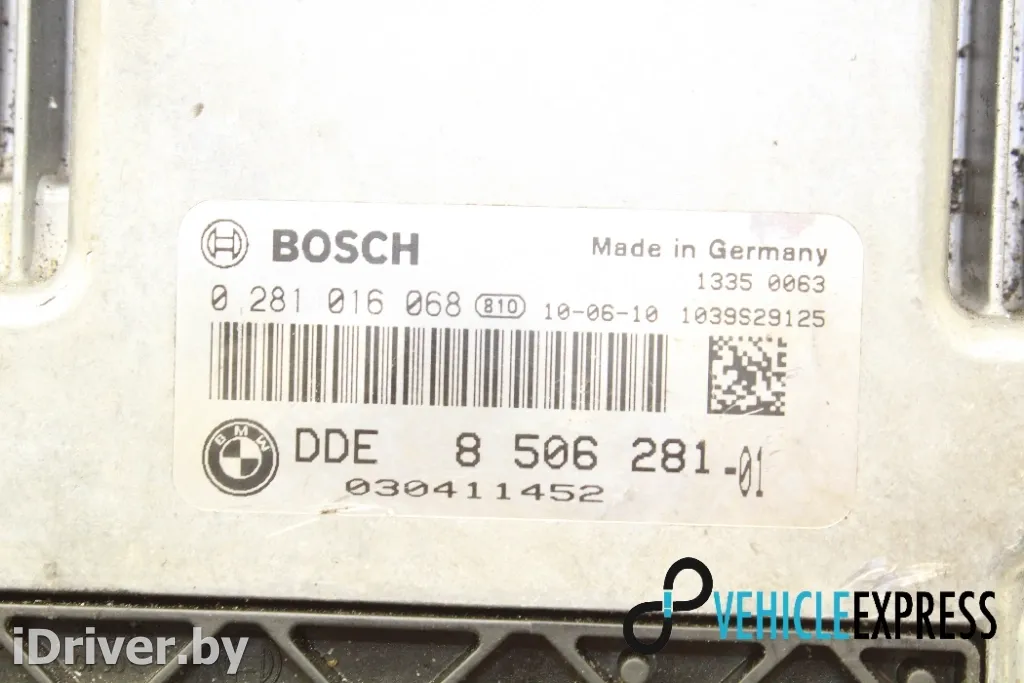 BOSCH
Made in Germany
1335 0063
0 281 016 068 810 10-06-10 1039S29125
BMW
DDE 8 506 281-01
030411452
VEHICLEEXPRESS
iDriver.by